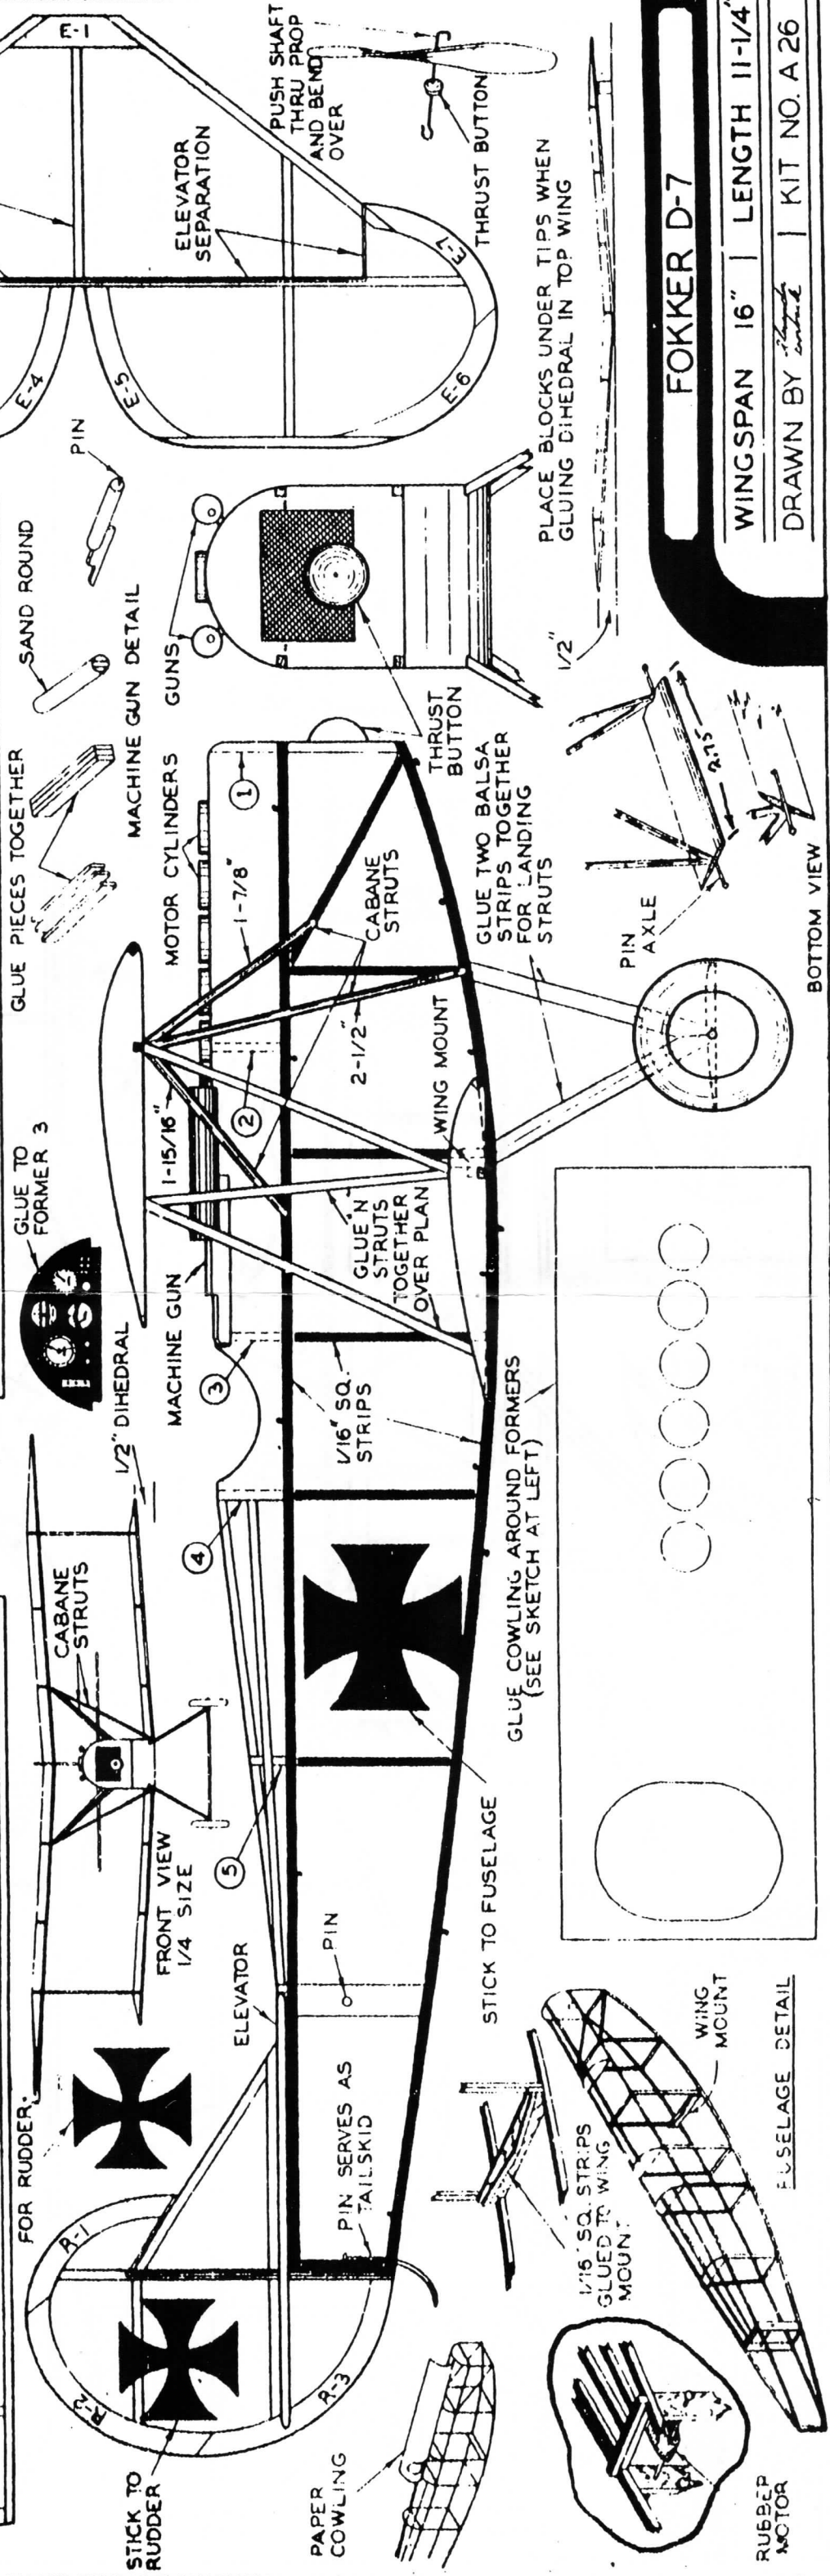 E-1
PUSH SHAFT
THRU PROP
AND BEND
OVER
THRUST BUTTON
ELEVATOR
SEPARATION
E-4
E-5
E-6
E-7
PIN
SAND ROUND
GLUE PIECES TOGETHER
MACHINE GUN DETAIL
GUNS
THRUST
BUTTON
PLACE BLOCKS UNDER TIPS WHEN
GLUING DIHEDRAL IN TOP WING
1/2"
FOKKER D-7
WINGSPAN 16" | LENGTH 11-1/4"
DRAWN BY
KIT NO. A 26
MOTOR CYLINDERS
1
1-7/8"
CABANE
STRUTS
GLUE TWO BALSA
STRIPS TOGETHER
FOR LANDING
STRUTS
2-1/2"
2
1-15/16"
WING MOUNT
GLUE "N"
STRUTS
TOGETHER
OVER PLAN
PIN
AXLE
2.75
BOTTOM VIEW
GLUE TO
FORMER 3
MACHINE GUN
3
1/16" SQ.
STRIPS
1/2" DIHEDRAL
CABANE
STRUTS
FRONT VIEW
1/4 SIZE
4
5
GLUE COWLING AROUND FORMERS
(SEE SKETCH AT LEFT)
STICK TO FUSELAGE
ELEVATOR
PIN
PIN SERVES AS
TAILSKID
FOR RUDDER
R-1
R-2
R-3
STICK TO
RUDDER
PAPER
COWLING
1/16" SQ. STRIPS
GLUED TO WING
MOUNT
WING
MOUNT
FUSELAGE DETAIL
RUBBER
MOTOR